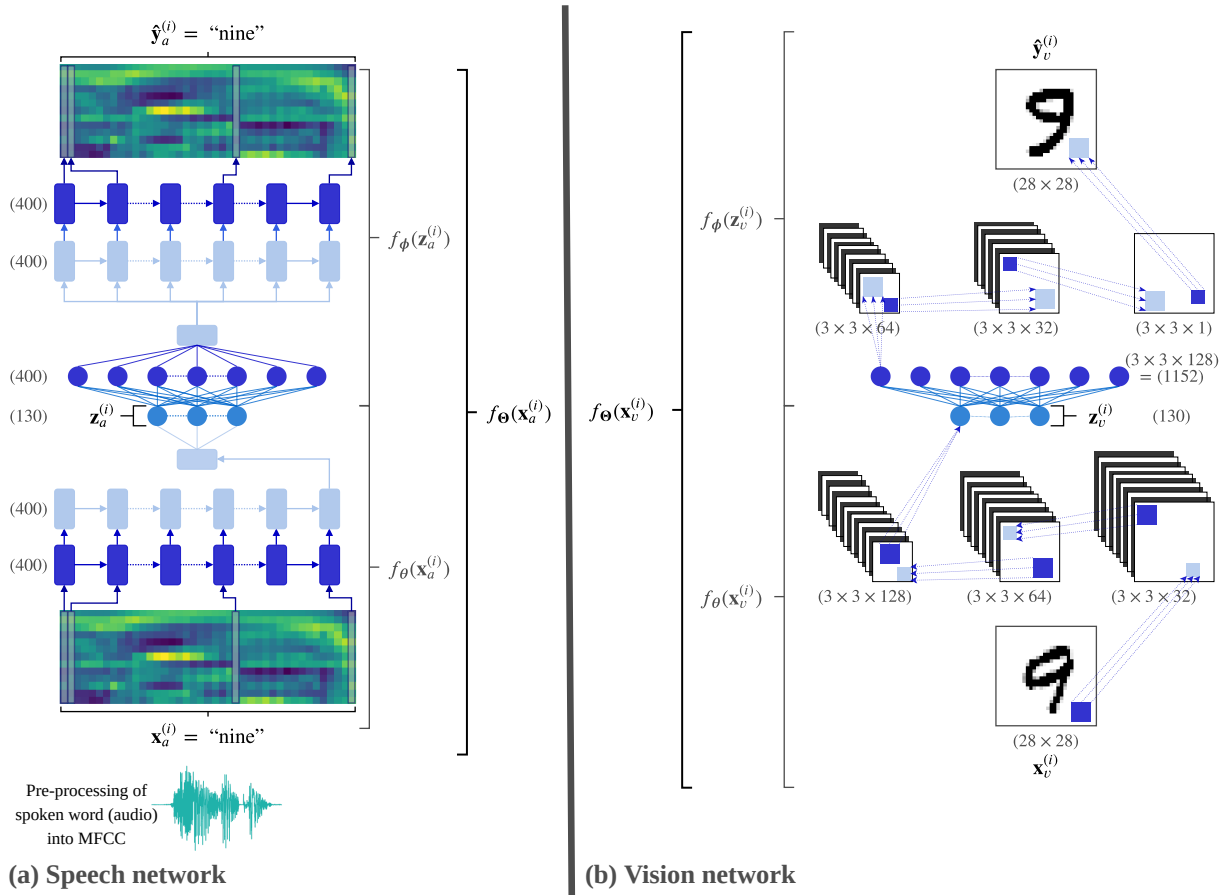 ŷ_a^(i) = “nine”
(400)
(400)
f_ϕ(z_a^(i))
(400)
(130)
z_a^(i)
f_Θ(x_a^(i))
(400)
(400)
f_θ(x_a^(i))
x_a^(i) = “nine”
Pre-processing of
spoken word (audio)
into MFCC
(a) Speech network
ŷ_v^(i)
(28 × 28)
f_ϕ(z_v^(i))
(3 × 3 × 64)
(3 × 3 × 32)
(3 × 3 × 1)
(3 × 3 × 128)
= (1152)
f_Θ(x_v^(i))
z_v^(i)
(130)
f_θ(x_v^(i))
(3 × 3 × 128)
(3 × 3 × 64)
(3 × 3 × 32)
(28 × 28)
x_v^(i)
(b) Vision network